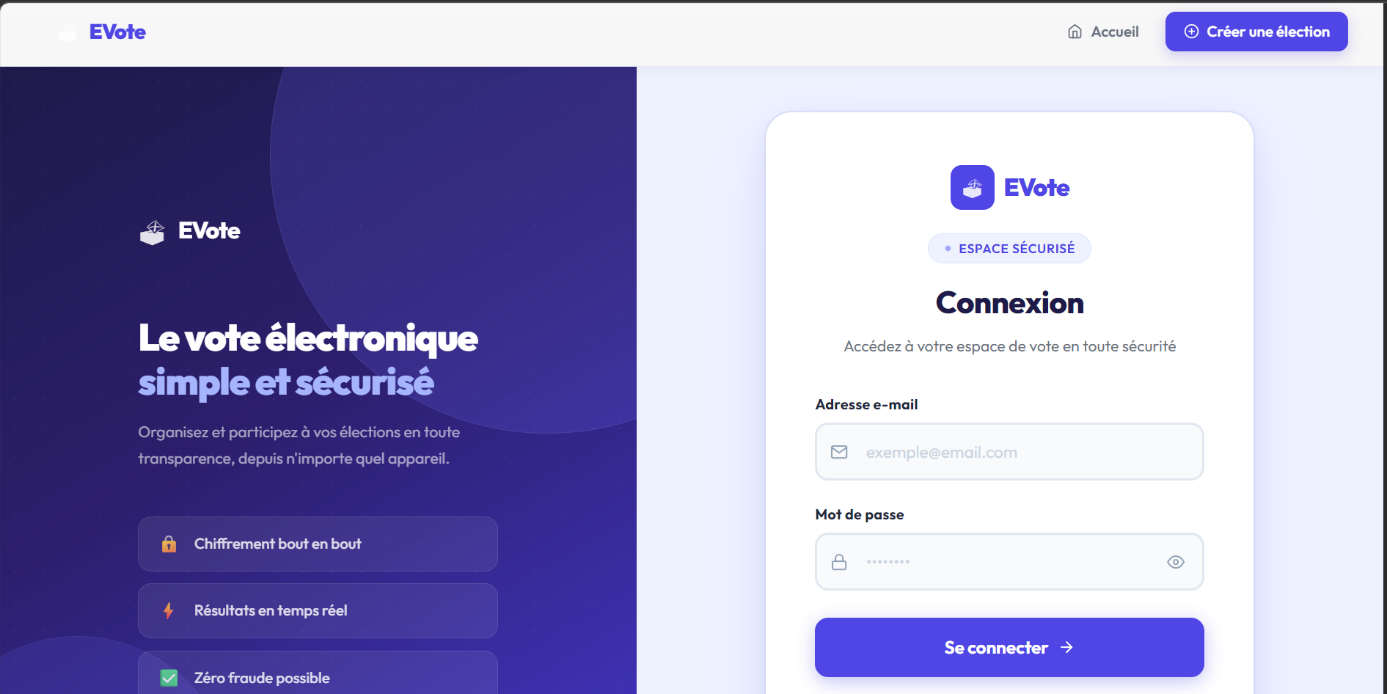 EVote
Accueil
Créer une élection
EVote
Le vote électronique
simple et sécurisé
Organisez et participez à vos élections en toute
transparence, depuis n'importe quel appareil.
Chiffrement bout en bout
Résultats en temps réel
Zéro fraude possible
EVote
ESPACE SÉCURISÉ
Connexion
Accédez à votre espace de vote en toute sécurité
Adresse e-mail
exemple@email.com
Mot de passe
••••••••
Se connecter →